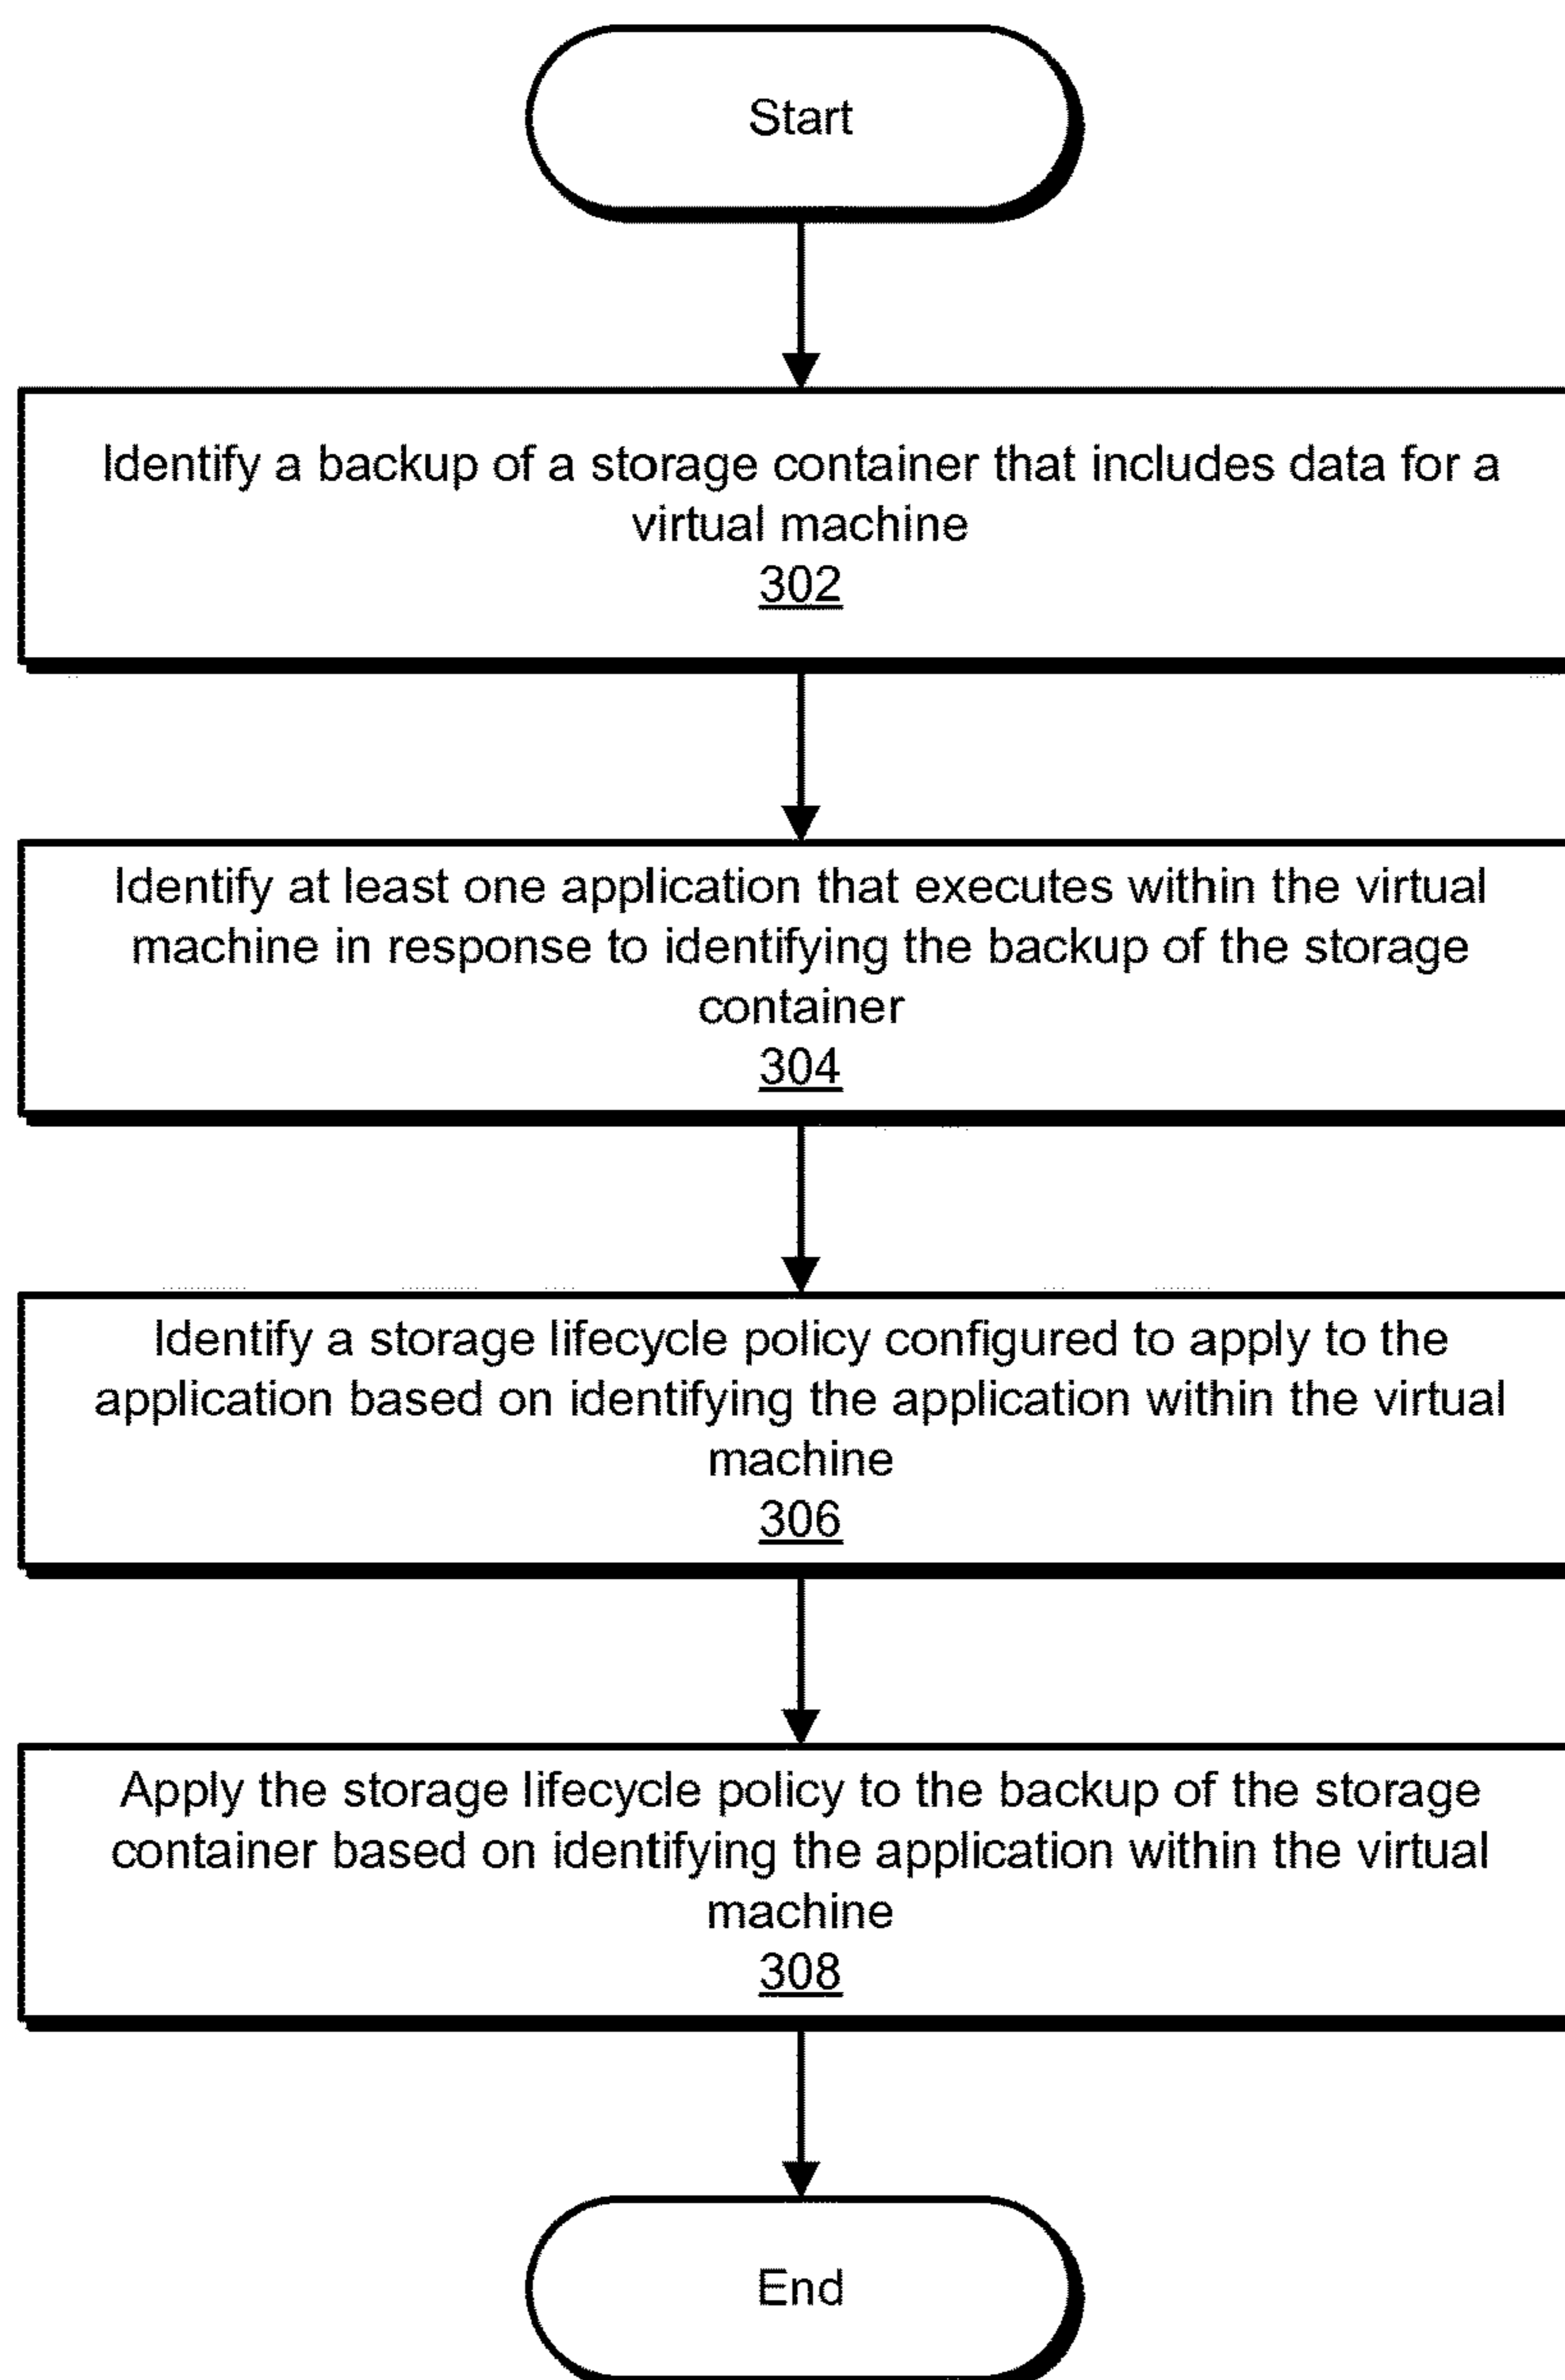 Start
Identify a backup of a storage container that includes data for a
virtual machine
302
Identify at least one application that executes within the virtual
machine in response to identifying the backup of the storage
container
304
Identify a storage lifecycle policy configured to apply to the
application based on identifying the application within the virtual
machine
306
Apply the storage lifecycle policy to the backup of the storage
container based on identifying the application within the virtual
machine
308
End